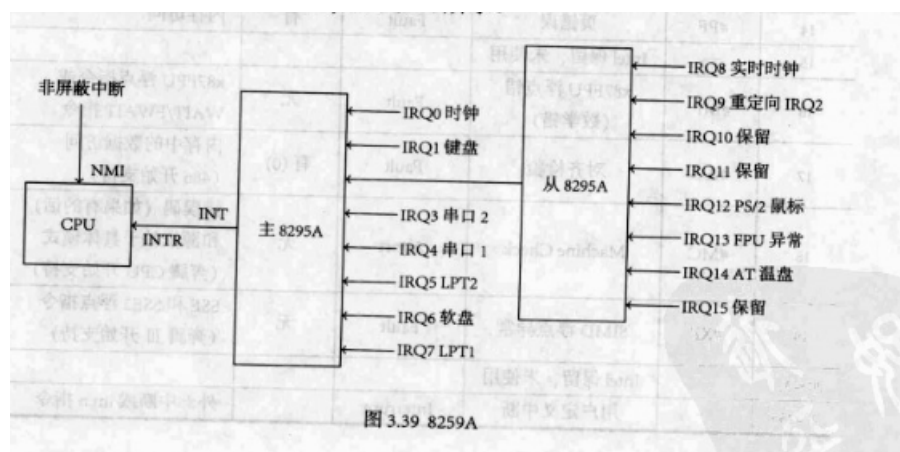 非屏蔽中断
NMI
CPU
INT
INTR
主 8295A
IRQ0 时钟
IRQ1 键盘
IRQ3 串口 2
IRQ4 串口 1
IRQ5 LPT2
IRQ6 软盘
IRQ7 LPT1
从 8295A
IRQ8 实时时钟
IRQ9 重定向 IRQ2
IRQ10 保留
IRQ11 保留
IRQ12 PS/2 鼠标
IRQ13 FPU 异常
IRQ14 AT 温盘
IRQ15 保留
图 3.39 8259A